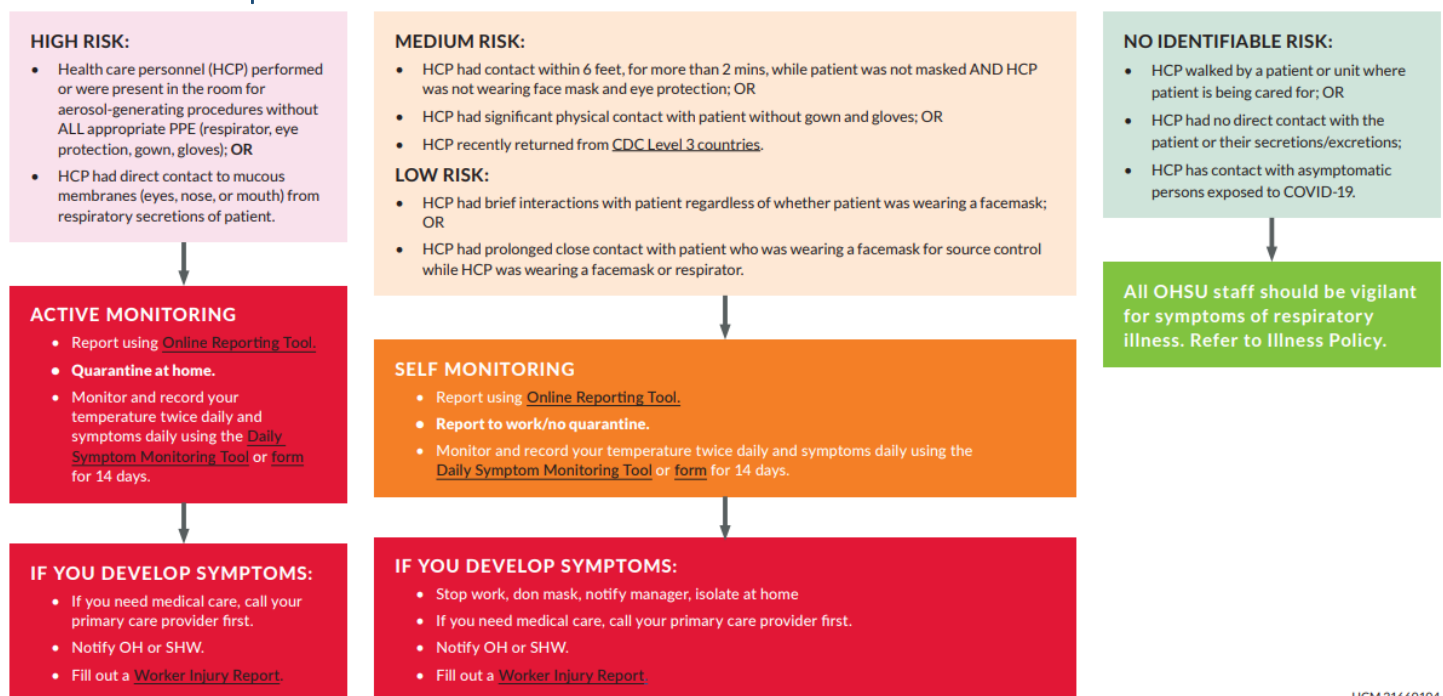 HIGH RISK:
• Health care personnel (HCP) performed
or were present in the room for
aerosol-generating procedures without
ALL appropriate PPE (respirator, eye
protection, gown, gloves); OR
• HCP had direct contact to mucous
membranes (eyes, nose, or mouth) from
respiratory secretions of patient.
ACTIVE MONITORING
• Report using Online Reporting Tool.
• Quarantine at home.
• Monitor and record your
temperature twice daily and
symptoms daily using the Daily
Symptom Monitoring Tool or form
for 14 days.
IF YOU DEVELOP SYMPTOMS:
• If you need medical care, call your
primary care provider first.
• Notify OH or SHW.
• Fill out a Worker Injury Report.
MEDIUM RISK:
• HCP had contact within 6 feet, for more than 2 mins, while patient was not masked AND HCP
was not wearing face mask and eye protection; OR
• HCP had significant physical contact with patient without gown and gloves; OR
• HCP recently returned from CDC Level 3 countries.
LOW RISK:
• HCP had brief interactions with patient regardless of whether patient was wearing a facemask;
OR
• HCP had prolonged close contact with patient who was wearing a facemask for source control
while HCP was wearing a facemask or respirator.
SELF MONITORING
• Report using Online Reporting Tool.
• Report to work/no quarantine.
• Monitor and record your temperature twice daily and symptoms daily using the
Daily Symptom Monitoring Tool or form for 14 days.
IF YOU DEVELOP SYMPTOMS:
• Stop work, don mask, notify manager, isolate at home
• If you need medical care, call your primary care provider first.
• Notify OH or SHW.
• Fill out a Worker Injury Report.
NO IDENTIFIABLE RISK:
• HCP walked by a patient or unit where
patient is being cared for; OR
• HCP had no direct contact with the
patient or their secretions/excretions;
• HCP has contact with asymptomatic
persons exposed to COVID-19.
All OHSU staff should be vigilant
for symptoms of respiratory
illness. Refer to Illness Policy.